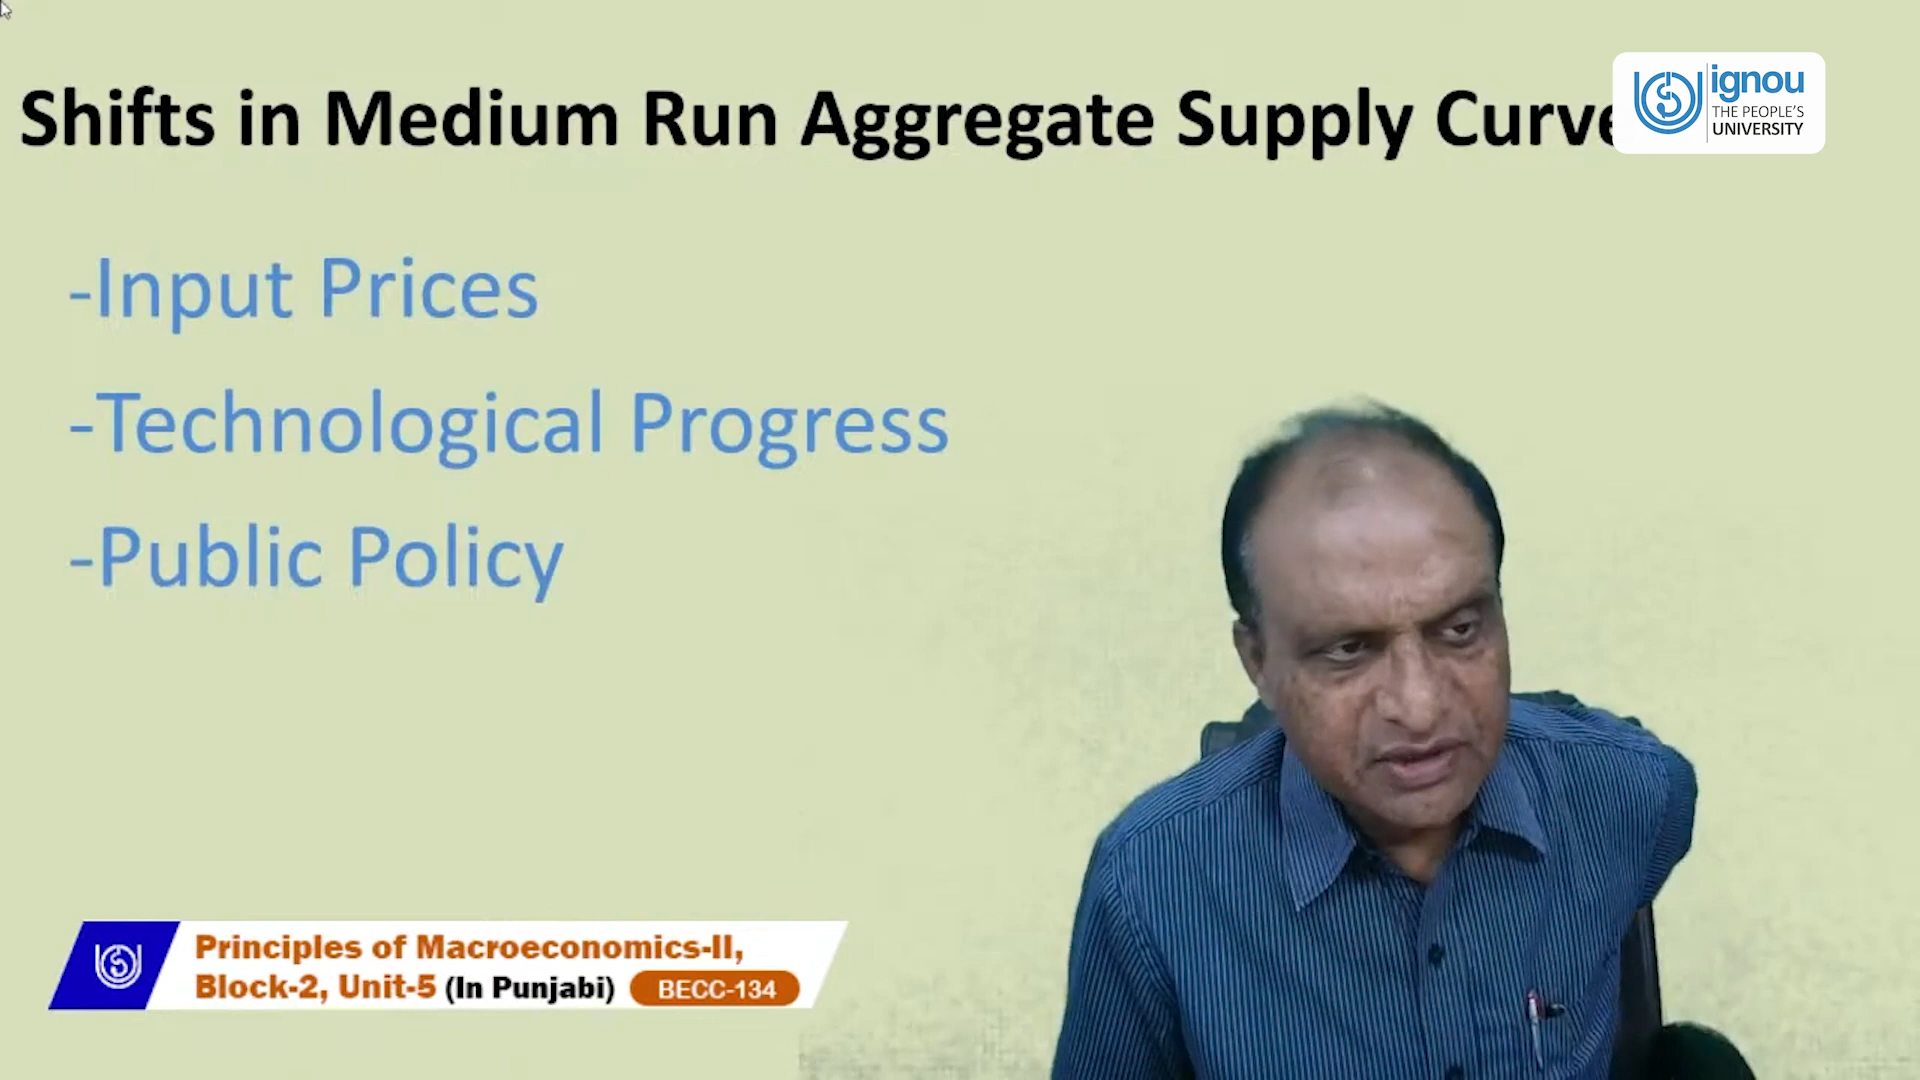 Shifts in Medium Run Aggregate Supply Curve
ignou
THE PEOPLE'S
UNIVERSITY
-Input Prices
-Technological Progress
-Public Policy
Principles of Macroeconomics-II,
Block-2, Unit-5 (In Punjabi) BECC-134